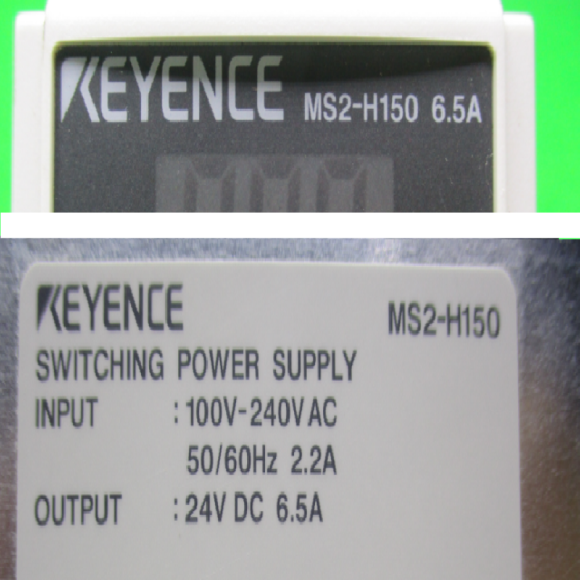 KEYENCE MS2-H150 6.5A
KEYENCE MS2-H150
SWITCHING POWER SUPPLY
INPUT : 100V-240V AC
50/60Hz 2.2A
OUTPUT : 24V DC 6.5A